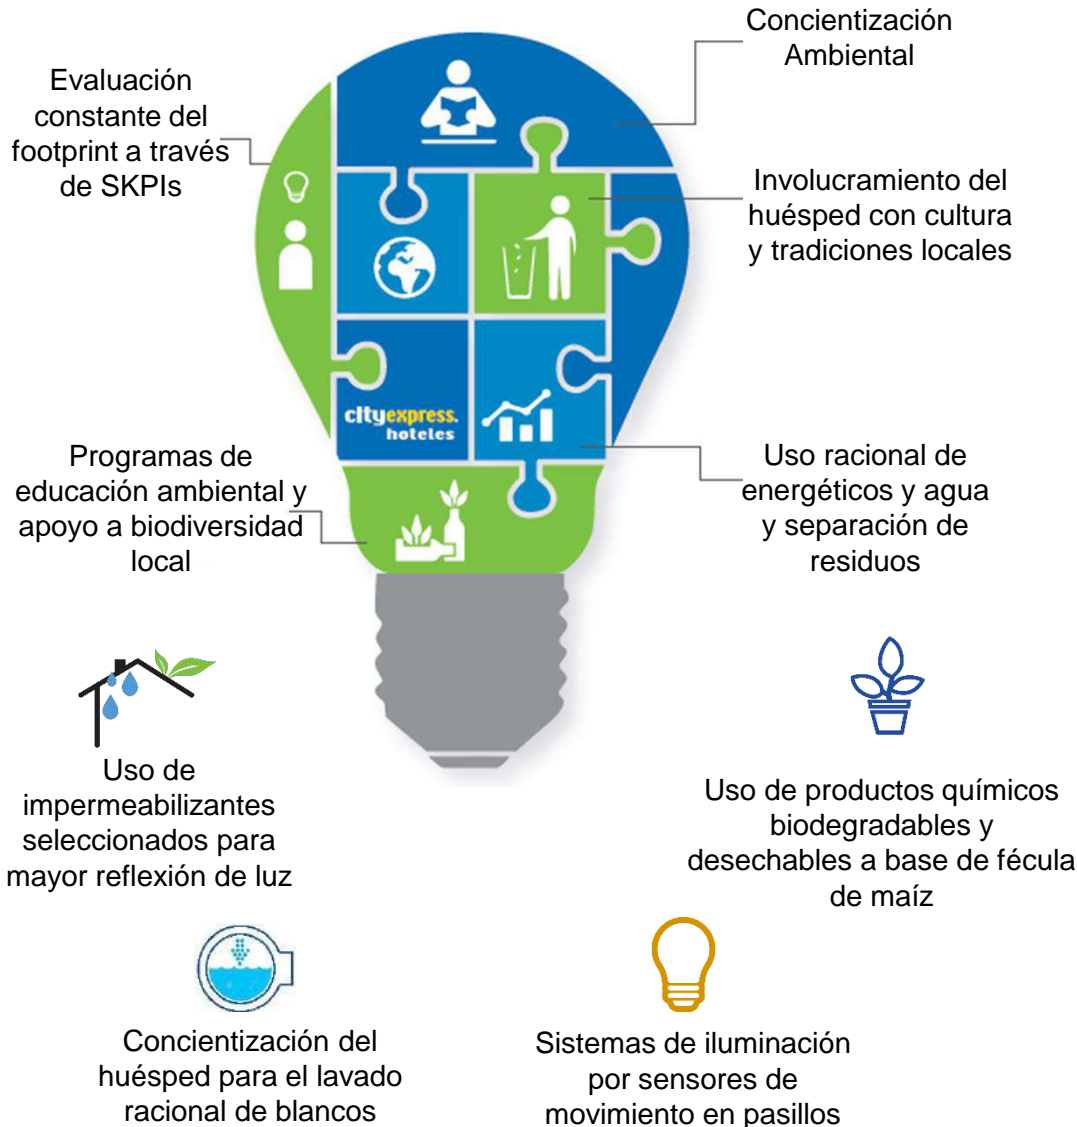 Concientización
Ambiental
Evaluación
constante del
footprint a través
de SKPIs
Involucramiento del
huésped con cultura
y tradiciones locales
cityexpress.
hoteles
Programas de
educación ambiental y
apoyo a biodiversidad
local
Uso racional de
energéticos y agua
y separación de
residuos
Uso de
impermeabilizantes
seleccionados para
mayor reflexión de luz
Uso de productos químicos
biodegradables y
desechables a base de fécula
de maíz
Concientización del
huésped para el lavado
racional de blancos
Sistemas de iluminación
por sensores de
movimiento en pasillos